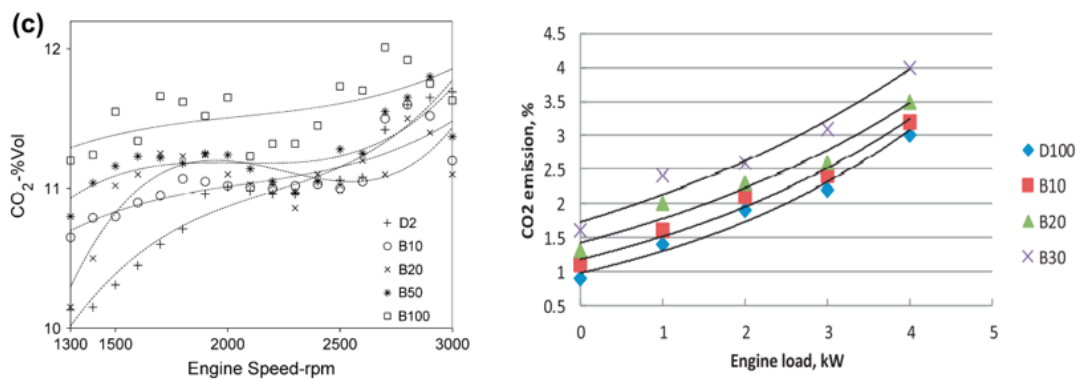 (c)
CO2-%Vol
12
11
10
1300
1500
2000
2500
3000
Engine Speed-rpm
D2
B10
B20
B50
B100
CO2 emission, %
4.5
4
3.5
3
2.5
2
1.5
1
0.5
0
1
2
3
4
5
Engine load, kW
D100
B10
B20
B30